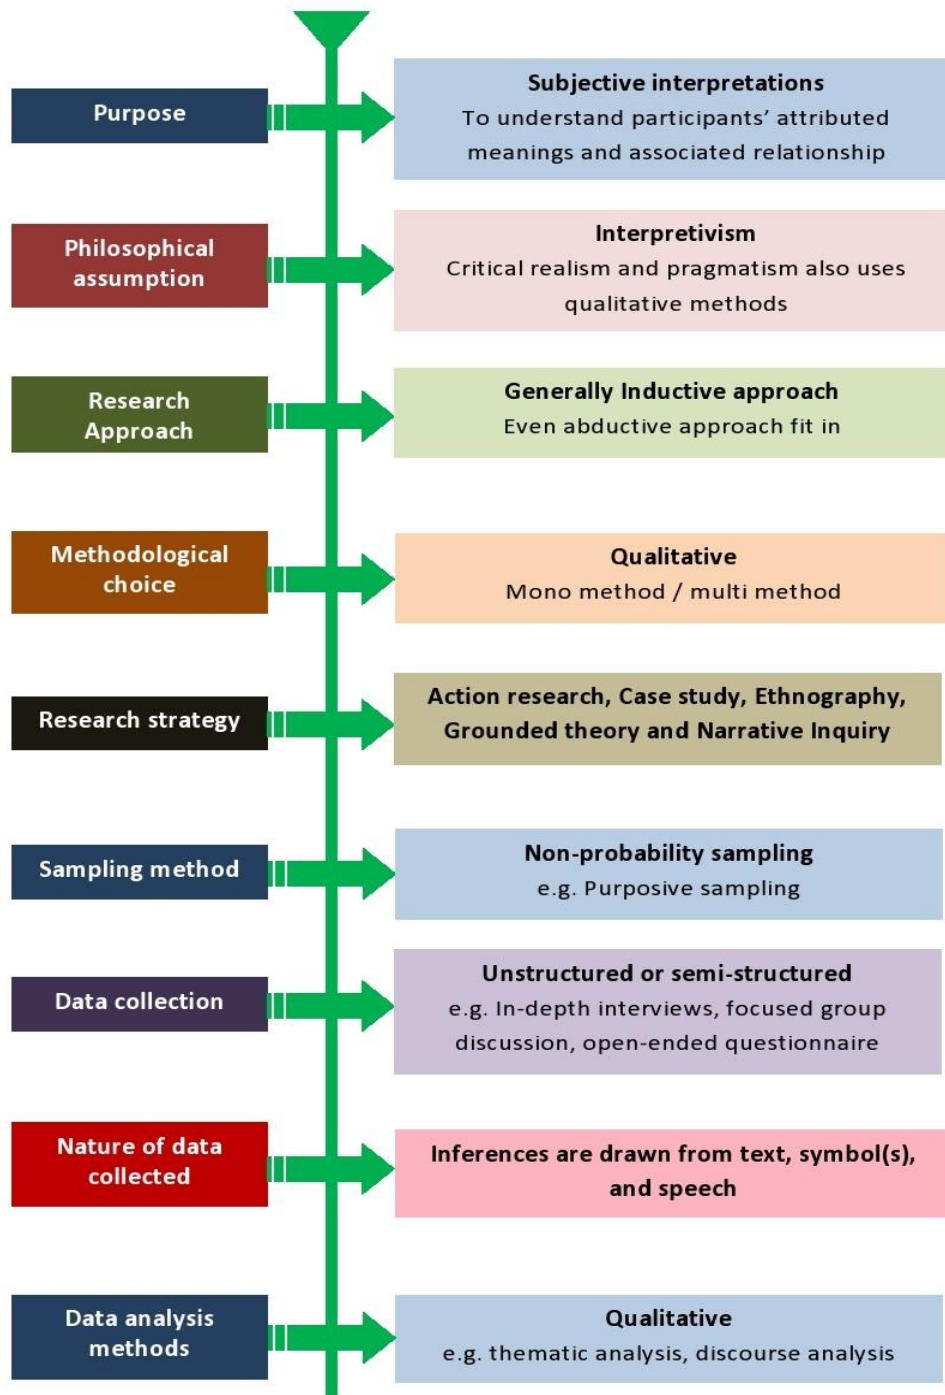 Purpose
Subjective interpretations
To understand participants’ attributed
meanings and associated relationship
Philosophical
assumption
Interpretivism
Critical realism and pragmatism also uses
qualitative methods
Research
Approach
Generally Inductive approach
Even abductive approach fit in
Methodological
choice
Qualitative
Mono method / multi method
Research strategy
Action research, Case study, Ethnography,
Grounded theory and Narrative Inquiry
Sampling method
Non-probability sampling
e.g. Purposive sampling
Data collection
Unstructured or semi-structured
e.g. In-depth interviews, focused group
discussion, open-ended questionnaire
Nature of data
collected
Inferences are drawn from text, symbol(s),
and speech
Data analysis
methods
Qualitative
e.g. thematic analysis, discourse analysis